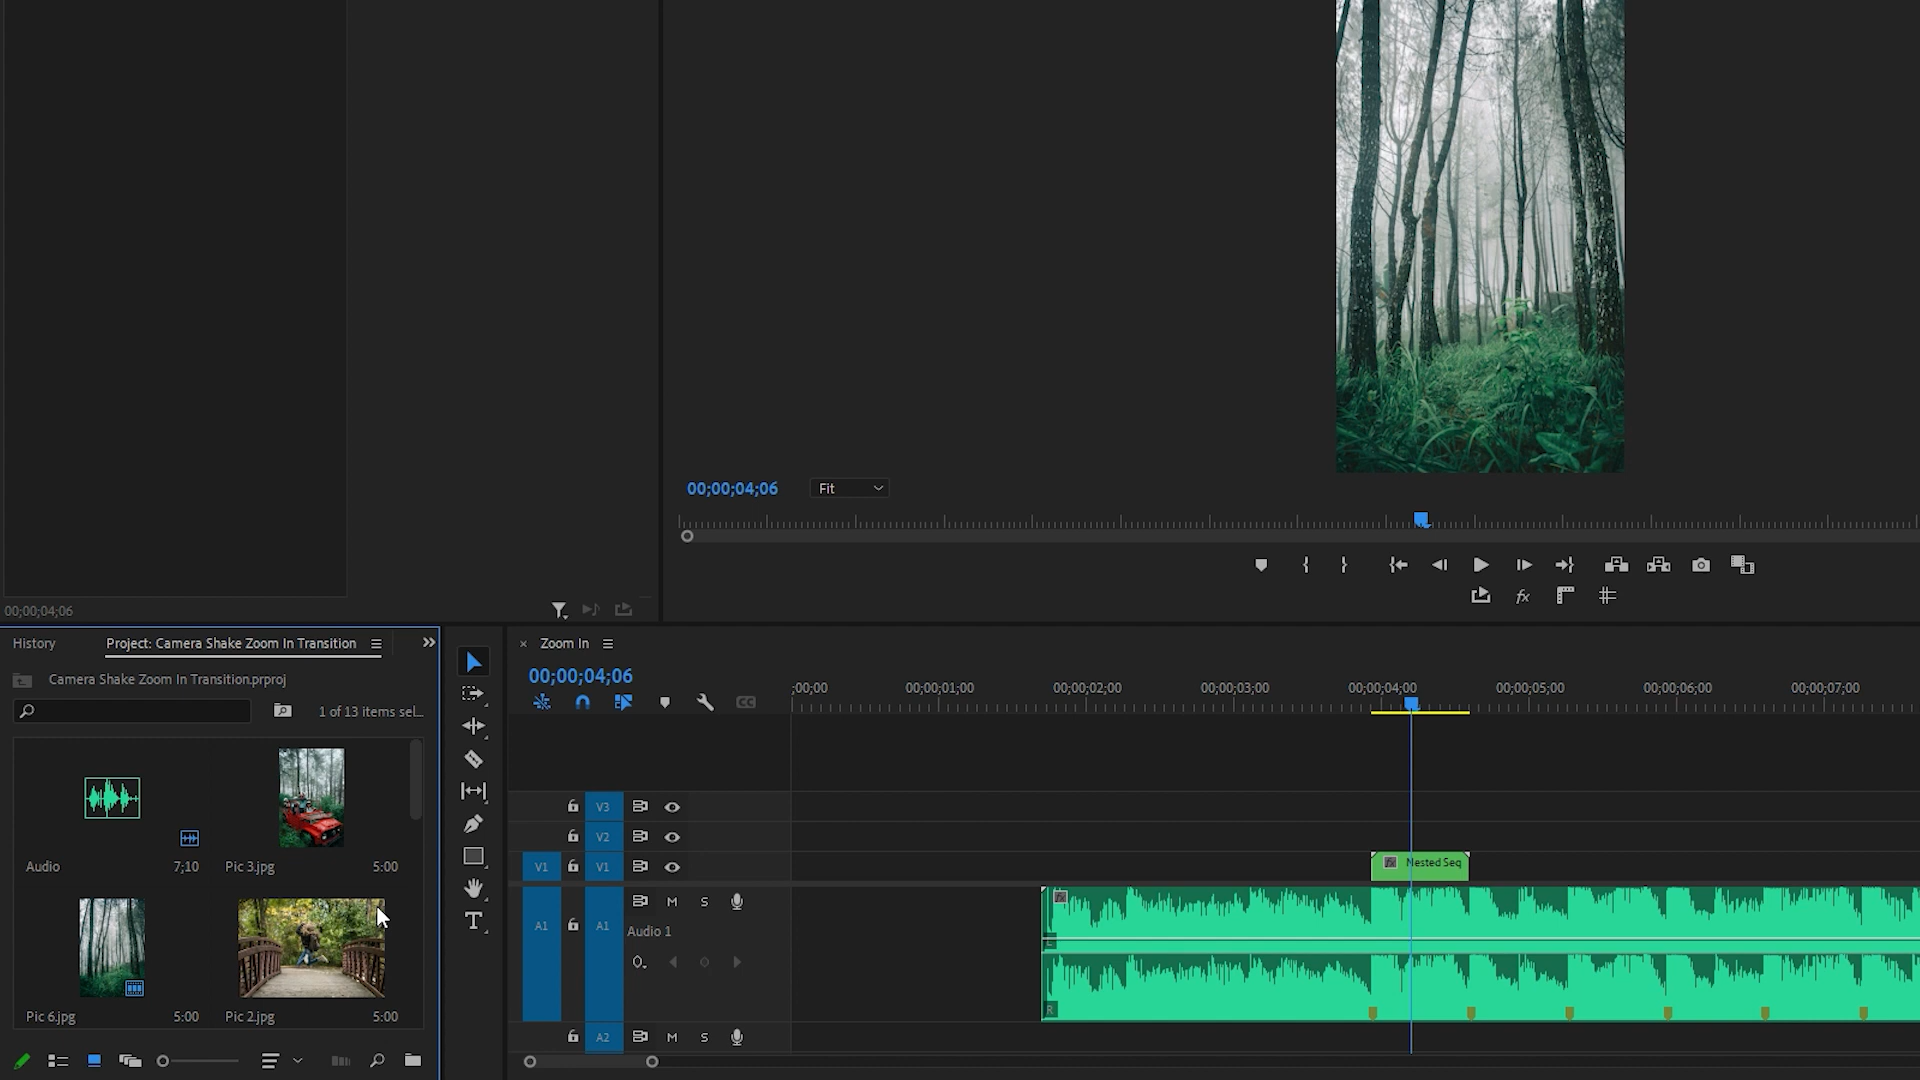 00;00;04;06
Fit
00;00;04;06
History
Project: Camera Shake Zoom In Transition
Camera Shake Zoom In Transition.prproj
1 of 13 items sel...
Audio
7;10
Pic 3.jpg
5:00
Pic 6.jpg
5:00
Pic 2.jpg
5:00
Zoom In
00;00;04;06
;00;00
00;00;01;00
00;00;02;00
00;00;03;00
00;00;04;00
00;00;05;00
00;00;06;00
00;00;07;00
V3
V2
V1
V1
fx
Nested Seq
A1
A1
M
S
Audio 1
L
R
fx
A2
M
S